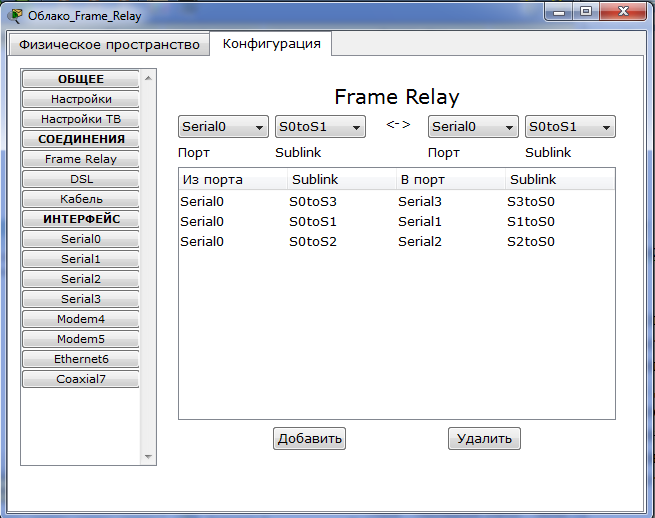 Облако_Frame_Relay
Физическое пространство Конфигурация
ОБЩЕЕ
Настройки
Настройки ТВ
СОЕДИНЕНИЯ
Frame Relay
DSL
Кабель
ИНТЕРФЕЙС
Serial0
Serial1
Serial2
Serial3
Modem4
Modem5
Ethernet6
Coaxial7
Frame Relay
Serial0 S0toS1 <-> Serial0 S0toS1
Порт Sublink Порт Sublink
Из порта Sublink В порт Sublink
Serial0 S0toS3 Serial3 S3toS0
Serial0 S0toS1 Serial1 S1toS0
Serial0 S0toS2 Serial2 S2toS0
Добавить Удалить